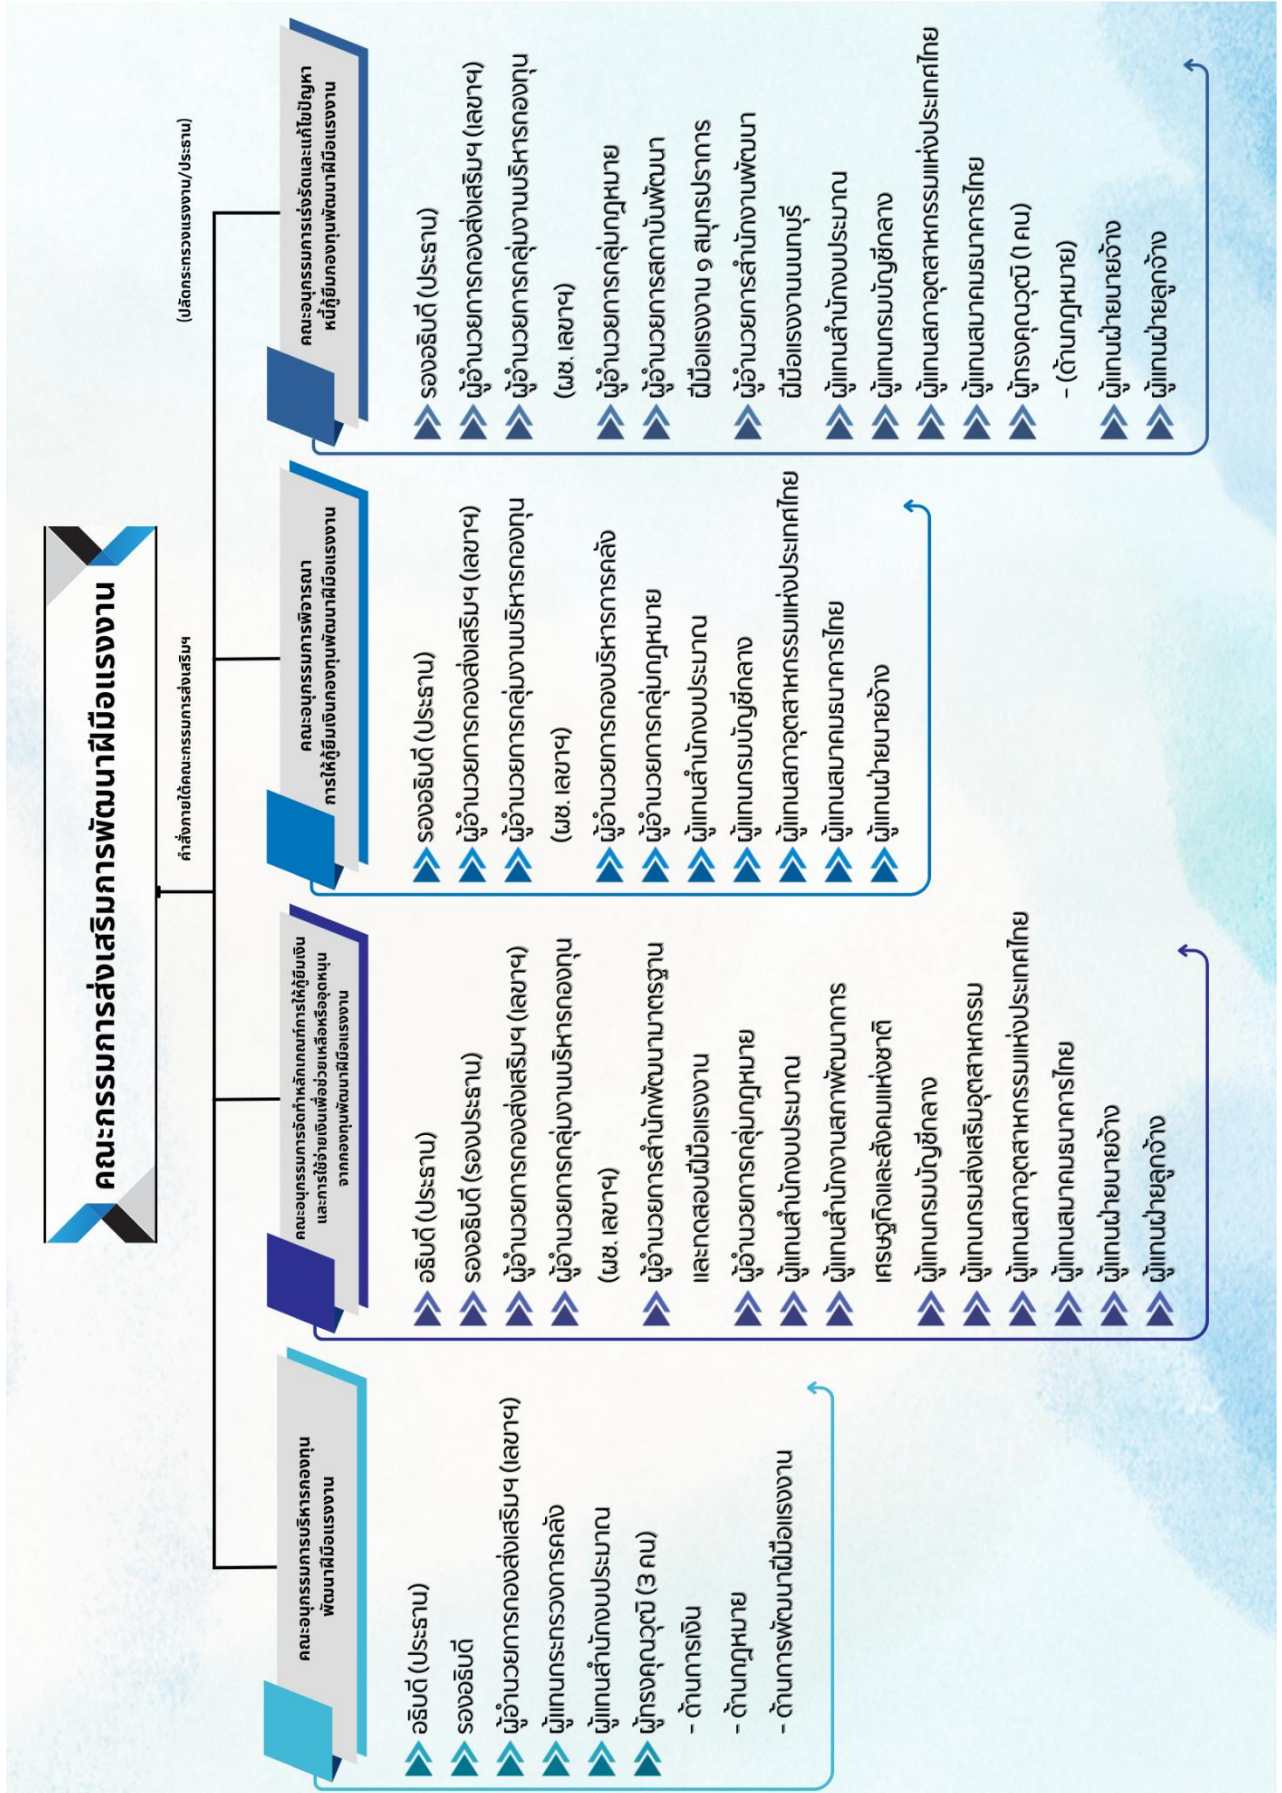 คณะกรรมการส่งเสริมการพัฒนาฝีมือแรงงาน
คำสั่งภายใต้คณะกรรมการส่งเสริมฯ
(ปลัดกระทรวงแรงงาน/ประธาน)
คณะอนุกรรมการบริหารกองทุน
พัฒนาฝีมือแรงงาน
อธิบดี (ประธาน)
รองอธิบดี
ผู้อำนวยการกองส่งเสริมฯ (เลขาฯ)
ผู้แทนกระทรวงการคลัง
ผู้แทนสำนักงบประมาณ
ผู้ทรงคุณวุฒิ (3 คน)
- ด้านการเงิน
- ด้านกฎหมาย
- ด้านการพัฒนาฝีมือแรงงาน
คณะอนุกรรมการจัดทำหลักเกณฑ์การให้กู้ยืมเงิน
และการใช้จ่ายเงินเพื่อช่วยเหลือหรืออุดหนุน
จากกองทุนพัฒนาฝีมือแรงงาน
อธิบดี (ประธาน)
รองอธิบดี (รองประธาน)
ผู้อำนวยการกองส่งเสริมฯ (เลขาฯ)
ผู้อำนวยการกลุ่มงานบริหารกองทุน
(ผช. เลขาฯ)
ผู้อำนวยการสำนักพัฒนามาตรฐาน
และทดสอบฝีมือแรงงาน
ผู้อำนวยการกลุ่มกฎหมาย
ผู้แทนสำนักงบประมาณ
ผู้แทนสำนักงานสภาพัฒนาการ
เศรษฐกิจและสังคมแห่งชาติ
ผู้แทนกรมบัญชีกลาง
ผู้แทนกรมส่งเสริมอุตสาหกรรม
ผู้แทนสภาอุตสาหกรรมแห่งประเทศไทย
ผู้แทนสมาคมธนาคารไทย
ผู้แทนฝ่ายนายจ้าง
ผู้แทนฝ่ายลูกจ้าง
คณะอนุกรรมการพิจารณา
การให้กู้ยืมเงินกองทุนพัฒนาฝีมือแรงงาน
รองอธิบดี (ประธาน)
ผู้อำนวยการกองส่งเสริมฯ (เลขาฯ)
ผู้อำนวยการกลุ่มงานบริหารกองทุน
(ผช. เลขาฯ)
ผู้อำนวยการกองบริหารการคลัง
ผู้อำนวยการกลุ่มกฎหมาย
ผู้แทนสำนักงบประมาณ
ผู้แทนกรมบัญชีกลาง
ผู้แทนสภาอุตสาหกรรมแห่งประเทศไทย
ผู้แทนสมาคมธนาคารไทย
ผู้แทนฝ่ายนายจ้าง
คณะอนุกรรมการเร่งรัดและแก้ไขปัญหา
หนี้กู้ยืมกองทุนพัฒนาฝีมือแรงงาน
รองอธิบดี (ประธาน)
ผู้อำนวยการกองส่งเสริมฯ (เลขาฯ)
ผู้อำนวยการกลุ่มงานบริหารกองทุน
(ผช. เลขาฯ)
ผู้อำนวยการกลุ่มกฎหมาย
ผู้อำนวยการสถาบันพัฒนา
ฝีมือแรงงาน ๑ สมุทรปราการ
ผู้อำนวยการสำนักงานพัฒนา
ฝีมือแรงงานนนทบุรี
ผู้แทนสำนักงบประมาณ
ผู้แทนกรมบัญชีกลาง
ผู้แทนสภาอุตสาหกรรมแห่งประเทศไทย
ผู้แทนสมาคมธนาคารไทย
ผู้ทรงคุณวุฒิ (1 คน)
- (ด้านกฎหมาย)
ผู้แทนฝ่ายนายจ้าง
ผู้แทนฝ่ายลูกจ้าง